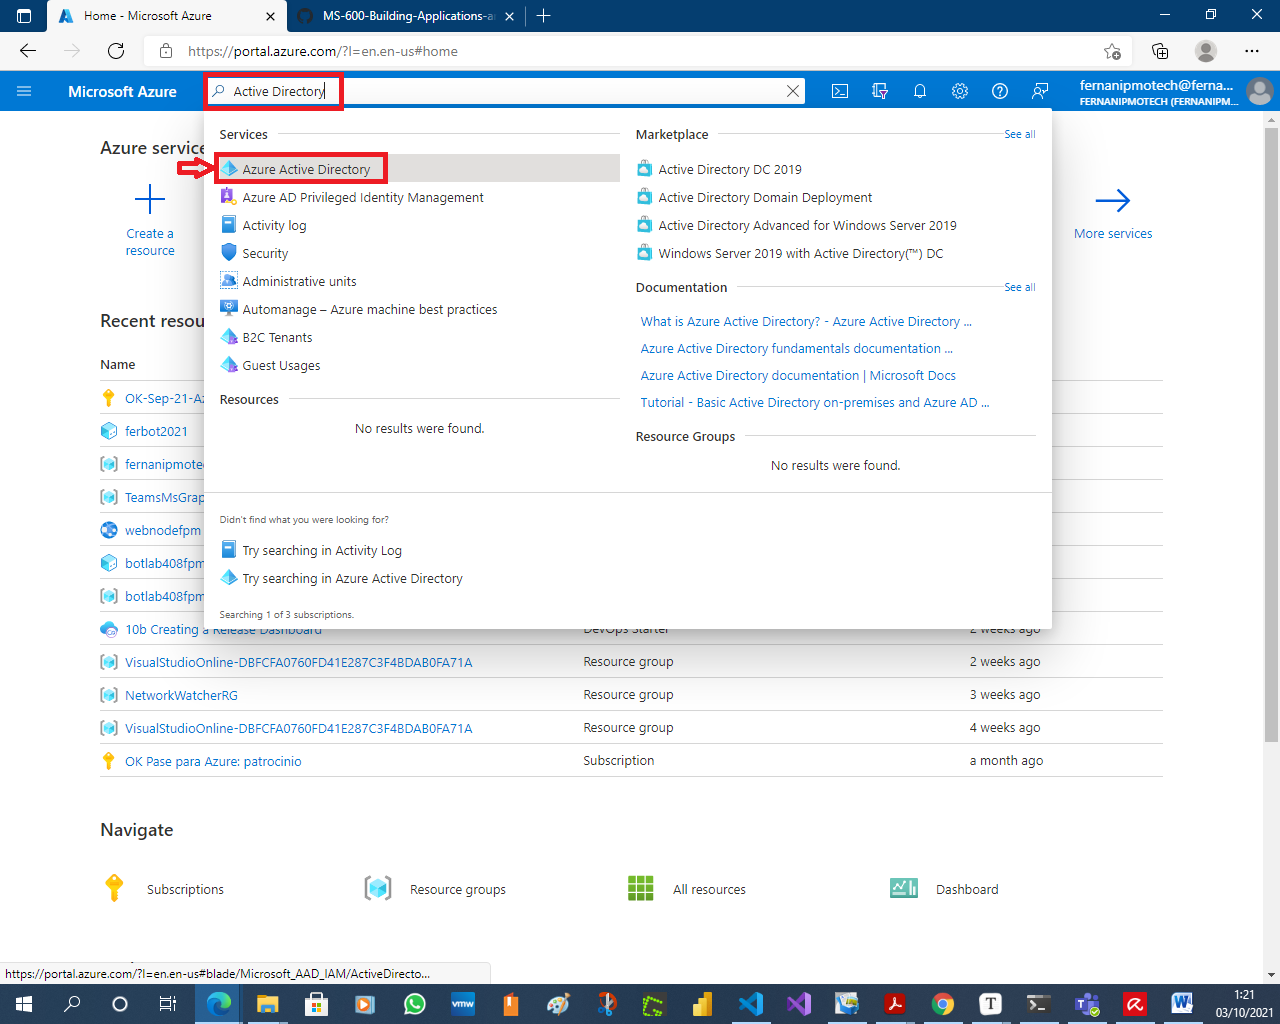 Home - Microsoft Azure
MS-600-Building-Applications-a
https://portal.azure.com/?l=en.en-us#home
Microsoft Azure
Active Directory
fernanipmotech@ferna...
FERNANIPMOTECH (FERNANIPM...
Azure service
Create a
resource
More services
Services
Azure Active Directory
Azure AD Privileged Identity Management
Activity log
Security
Administrative units
Automanage – Azure machine best practices
B2C Tenants
Guest Usages
Resources
No results were found.
Marketplace
See all
Active Directory DC 2019
Active Directory Domain Deployment
Active Directory Advanced for Windows Server 2019
Windows Server 2019 with Active Directory(™) DC
Documentation
See all
What is Azure Active Directory? - Azure Active Directory ...
Azure Active Directory fundamentals documentation ...
Azure Active Directory documentation | Microsoft Docs
Tutorial - Basic Active Directory on-premises and Azure AD ...
Resource Groups
No results were found.
Didn't find what you were looking for?
Try searching in Activity Log
Try searching in Azure Active Directory
Searching 1 of 3 subscriptions.
Recent resou
Name
OK-Sep-21-Az
ferbot2021
fernanipmotec
TeamsMsGrap
webnodefpm
botlab408fpm
botlab408fpm
10b Creating a Release Dashboard DevOps Starter 2 weeks ago
VisualStudioOnline-DBFCFA0760FD41E287C3F4BDAB0FA71A Resource group 2 weeks ago
NetworkWatcherRG Resource group 3 weeks ago
VisualStudioOnline-DBFCFA0760FD41E287C3F4BDAB0FA71A Resource group 4 weeks ago
OK Pase para Azure: patrocinio Subscription a month ago
Navigate
Subscriptions
Resource groups
All resources
Dashboard
https://portal.azure.com/?l=en.en-us#blade/Microsoft_AAD_IAM/ActiveDirecto...
vmw
1:21
03/10/2021